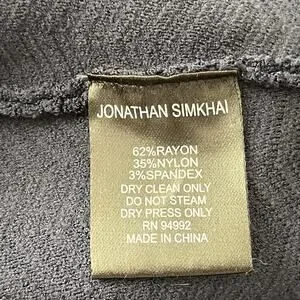 JONATHAN SIMKHAI
62%RAYON
35%NYLON
3%SPANDEX
DRY CLEAN ONLY
DO NOT STEAM
DRY PRESS ONLY
RN 94992
MADE IN CHINA